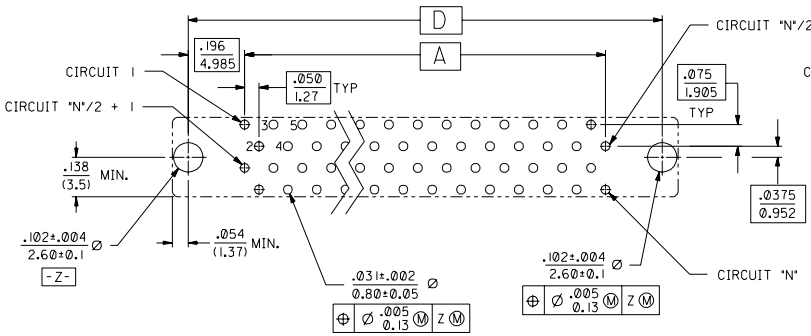 D
CIRCUIT "N"/2
.196
4.985
A
C
CIRCUIT 1
.050
1.27
TYP
.075
1.905
TYP
CIRCUIT "N"/2 + 1
3 5
2 4
.138
(3.5)
MIN.
.0375
0.952
.054
(1.37)
MIN.
.102±.004
2.60±0.1
Ø
-Z-
.031±.002
0.80±0.05
Ø
⌖ Ø .005
0.13 Ⓜ Z Ⓜ
.102±.004
2.60±0.1
Ø
⌖ Ø .005
0.13 Ⓜ Z Ⓜ
CIRCUIT "N"